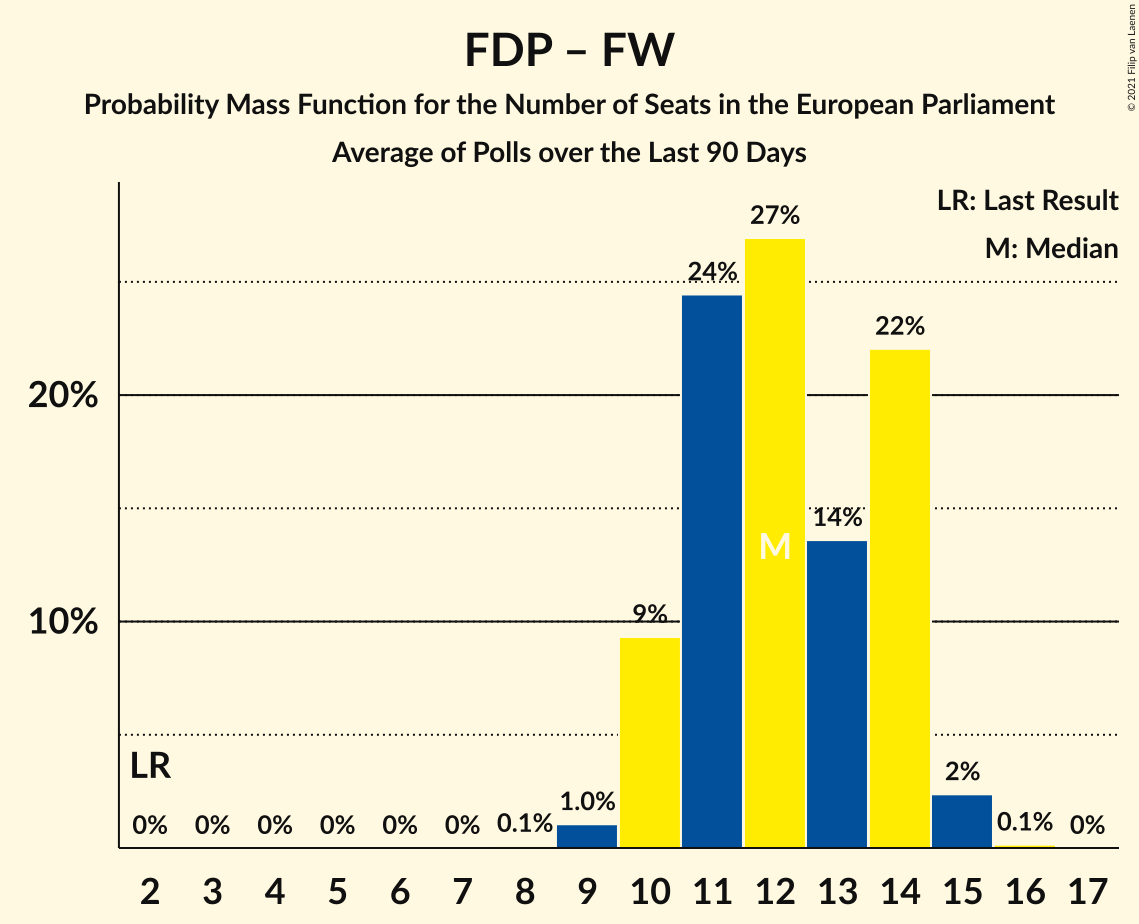 FDP – FW
Probability Mass Function for the Number of Seats in the European Parliament
Average of Polls over the Last 90 Days
© 2021 Filip van Laenen
LR: Last Result
M: Median
27%
24%
22%
20%
14%
M
10%
9%
LR
2%
1.0%
0% 0% 0% 0% 0% 0% 0.1% 0.1% 0%
2 3 4 5 6 7 8 9 10 11 12 13 14 15 16 17